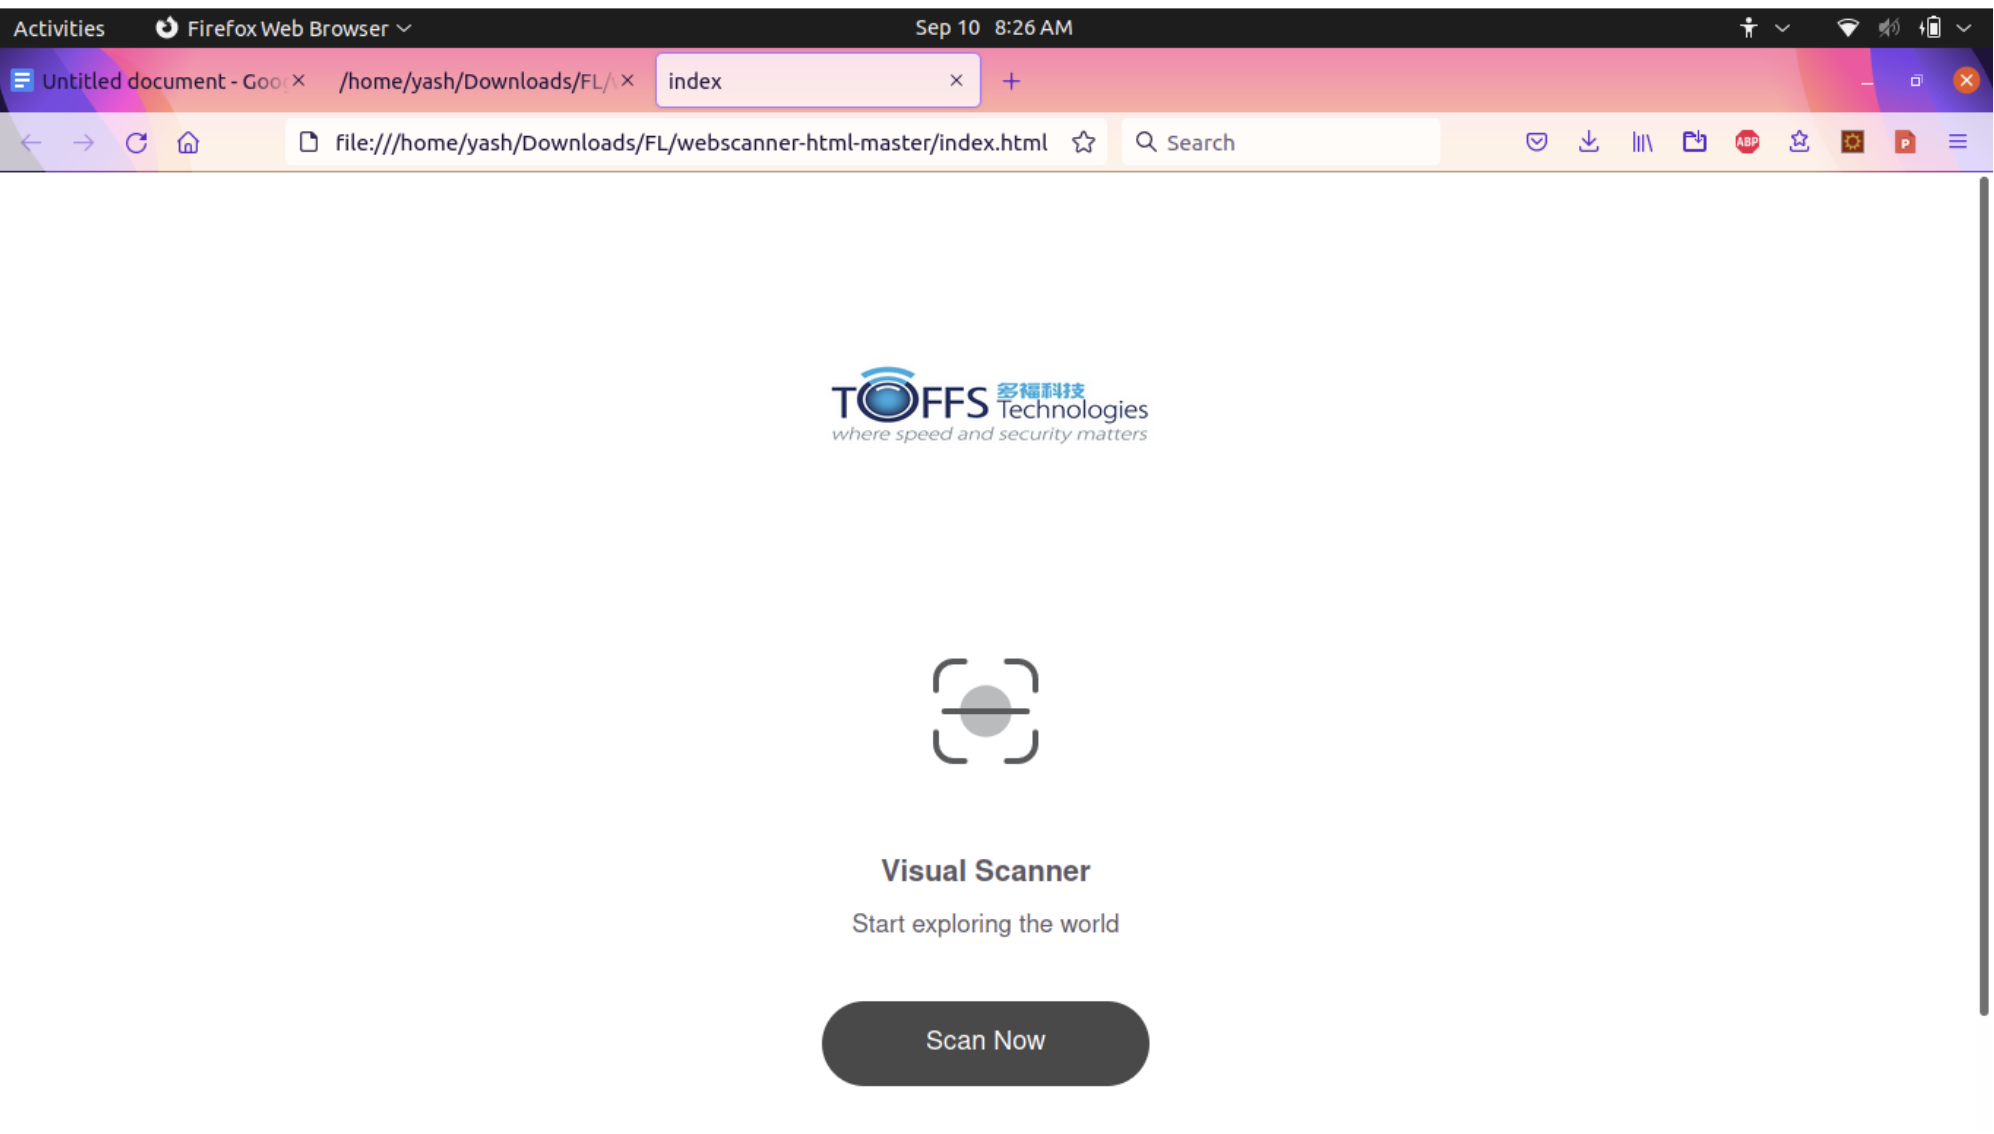 Activities Firefox Web Browser Sep 10 8:26 AM
Untitled document - Goo /home/yash/Downloads/FL/ index
file:///home/yash/Downloads/FL/webscanner-html-master/index.html Search ABP P
TOFFS 多福科技
Technologies
where speed and security matters
Visual Scanner
Start exploring the world
Scan Now